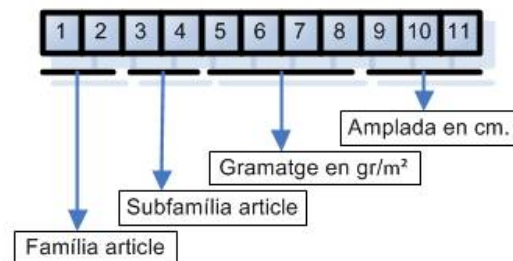 1 2 3 4 5 6 7 8 9 10 11
Amplada en cm.
Gramatge en gr/m²
Subfamília article
Família article